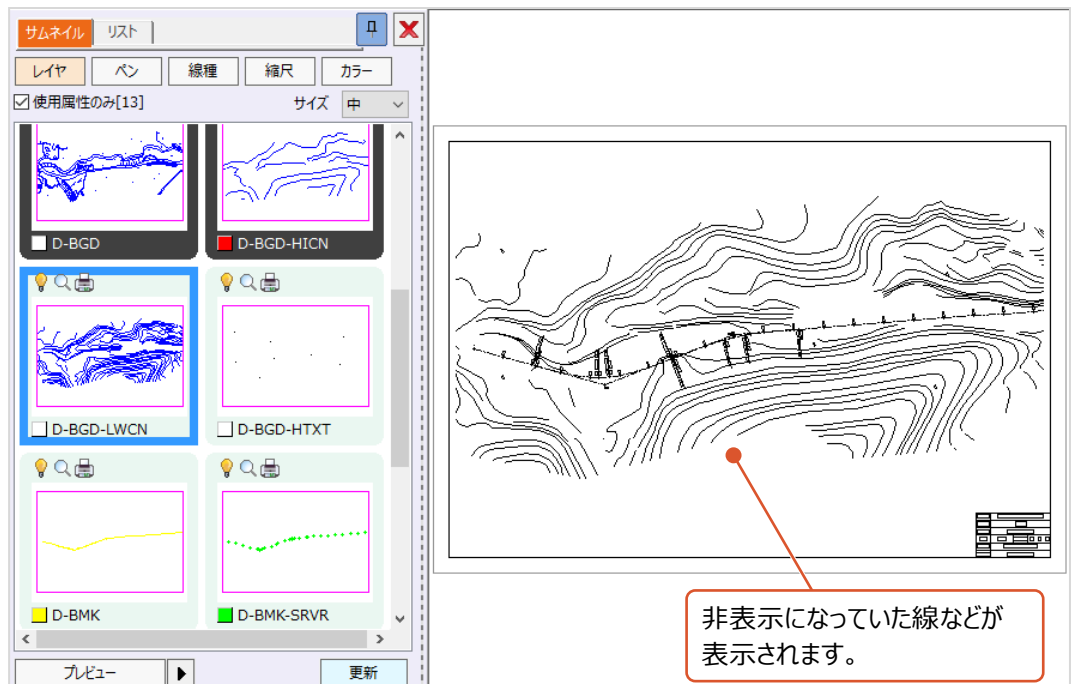 サムネイル リスト
レイヤ ペン 線種 縮尺 カラー
使用属性のみ[13] サイズ 中
D-BGD D-BGD-HICN
D-BGD-LWCN D-BGD-HTXT
D-BMK D-BMK-SRVR
プレビュー 更新
非表示になっていた線などが
表示されます。